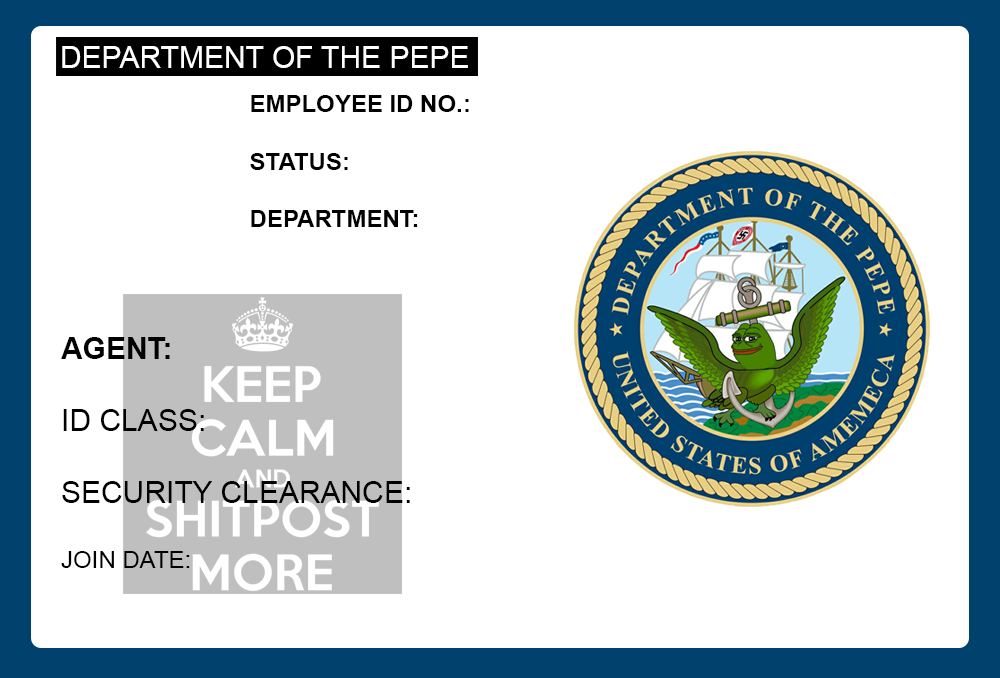 DEPARTMENT OF THE PEPE
EMPLOYEE ID NO.:
STATUS:
DEPARTMENT:
DEPARTMENT OF THE PEPE
UNITED STATES OF AMEMECA
AGENT:
ID CLASS:
SECURITY CLEARANCE:
JOIN DATE:
KEEP
CALM
AND
SHITPOST
MORE